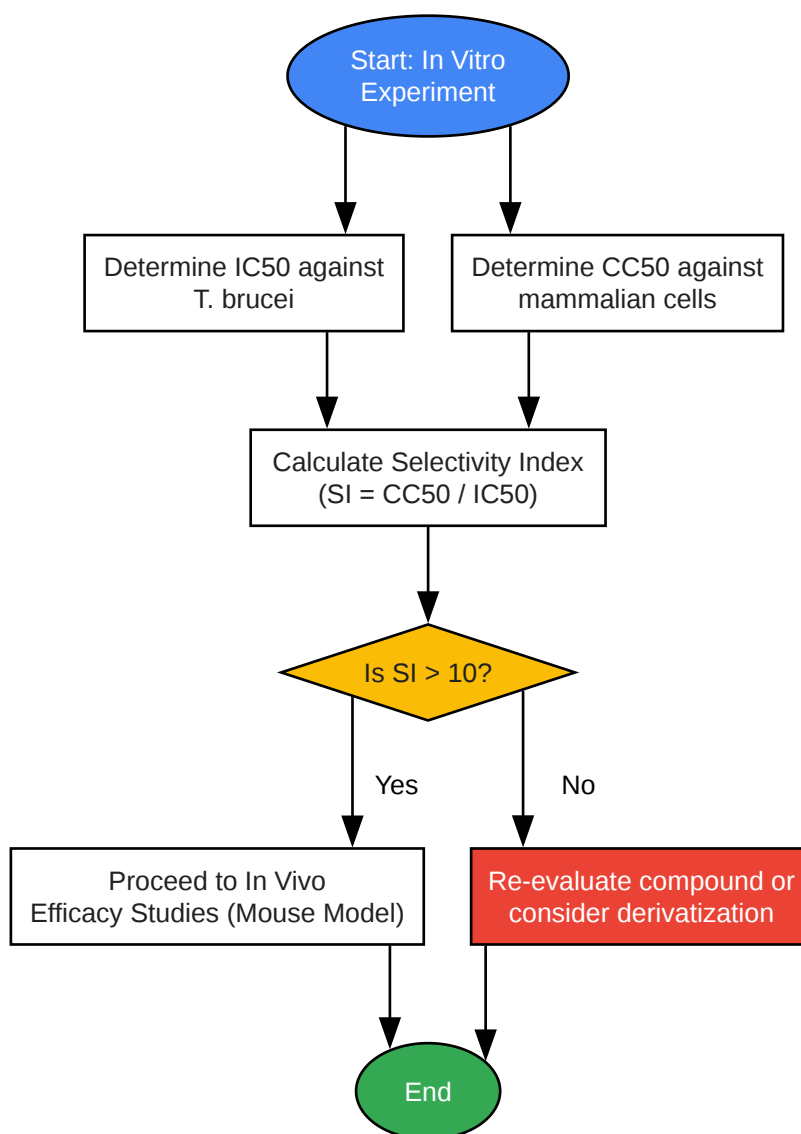 Start: In Vitro
Experiment
Determine IC50 against
T. brucei
Determine CC50 against
mammalian cells
Calculate Selectivity Index
(SI = CC50 / IC50)
Is SI > 10?
Yes
No
Proceed to In Vivo
Efficacy Studies (Mouse Model)
Re-evaluate compound or
consider derivatization
End